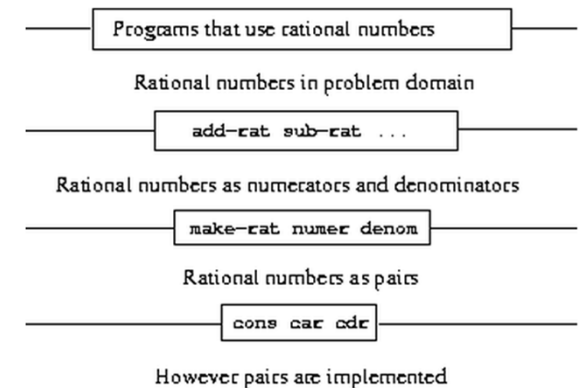 Programs that use rational numbers
Rational numbers in problem domain
add-rat sub-rat ...
Rational numbers as numerators and denominators
make-rat numer denom
Rational numbers as pairs
cons car cdr
However pairs are implemented